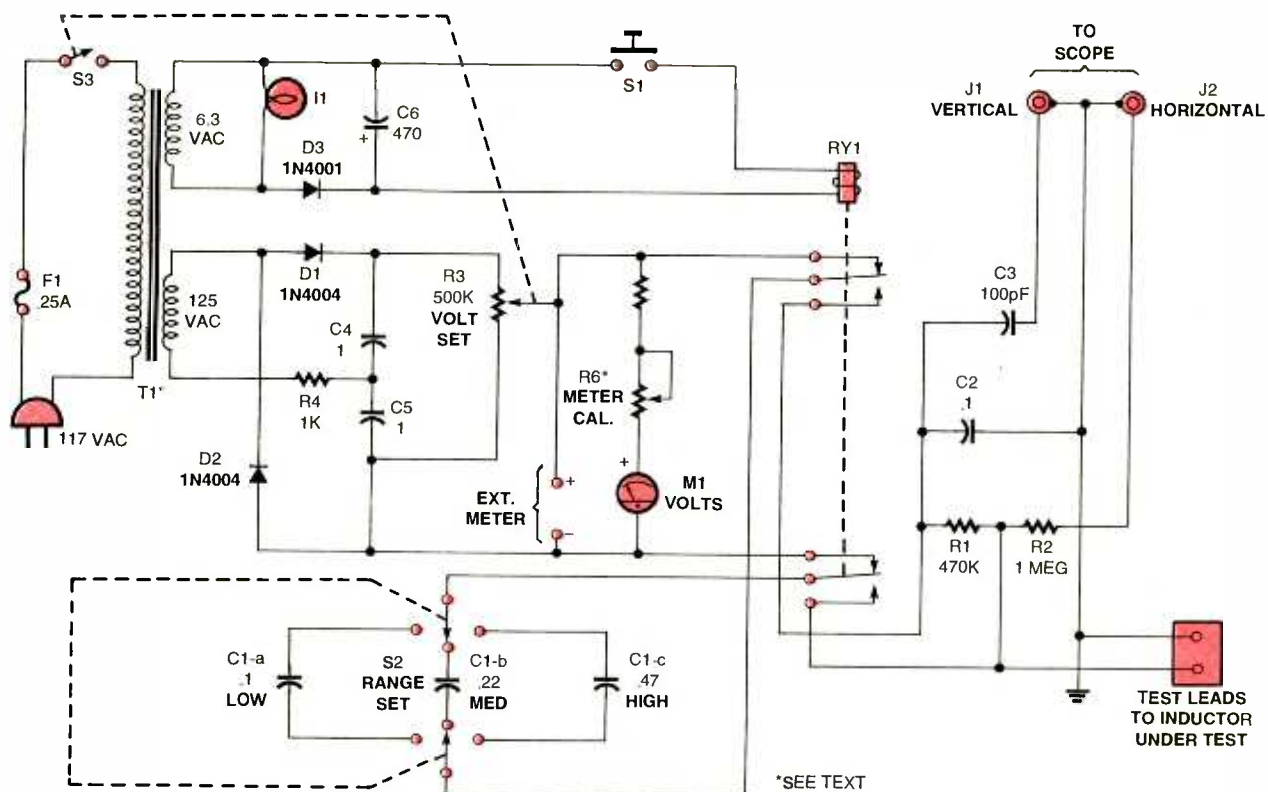 S3
6.3
VAC
I1
C6
470
+
D3
1N4001
S1
RY1
TO
SCOPE
J1
VERTICAL
J2
HORIZONTAL
F1
.25A
125
VAC
D1
1N4004
R3
500K
VOLT
SET
C4
1
T1*
R4
1K
C5
1
117 VAC
D2
1N4004
R6*
METER
CAL.
+
M1
VOLTS
EXT.
METER
+
−
C3
100pF
C2
.1
R1
470K
R2
1 MEG
C1-a
.1
LOW
S2
RANGE
SET
C1-b
.22
MED
C1-c
.47
HIGH
TEST LEADS
TO INDUCTOR
UNDER TEST
*SEE TEXT